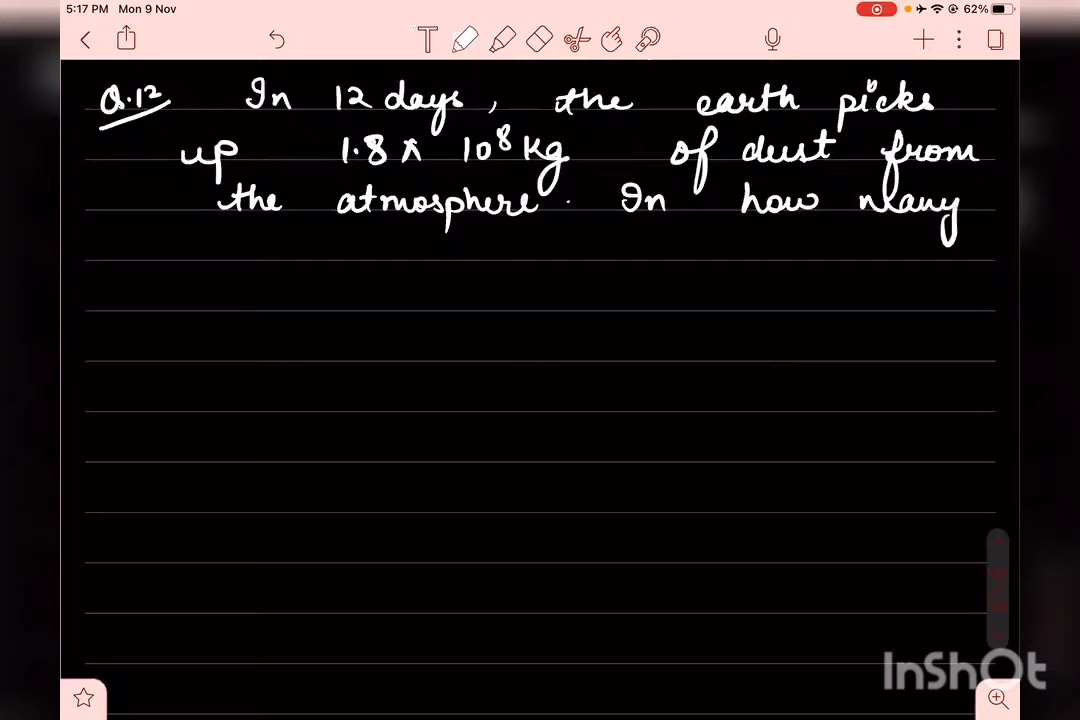 5:17 PM Mon 9 Nov 62%
Q.12 In 12 days, the earth picks
up 1.8 x 10⁸ kg of dust from
the atmosphere. In how many
InShOt